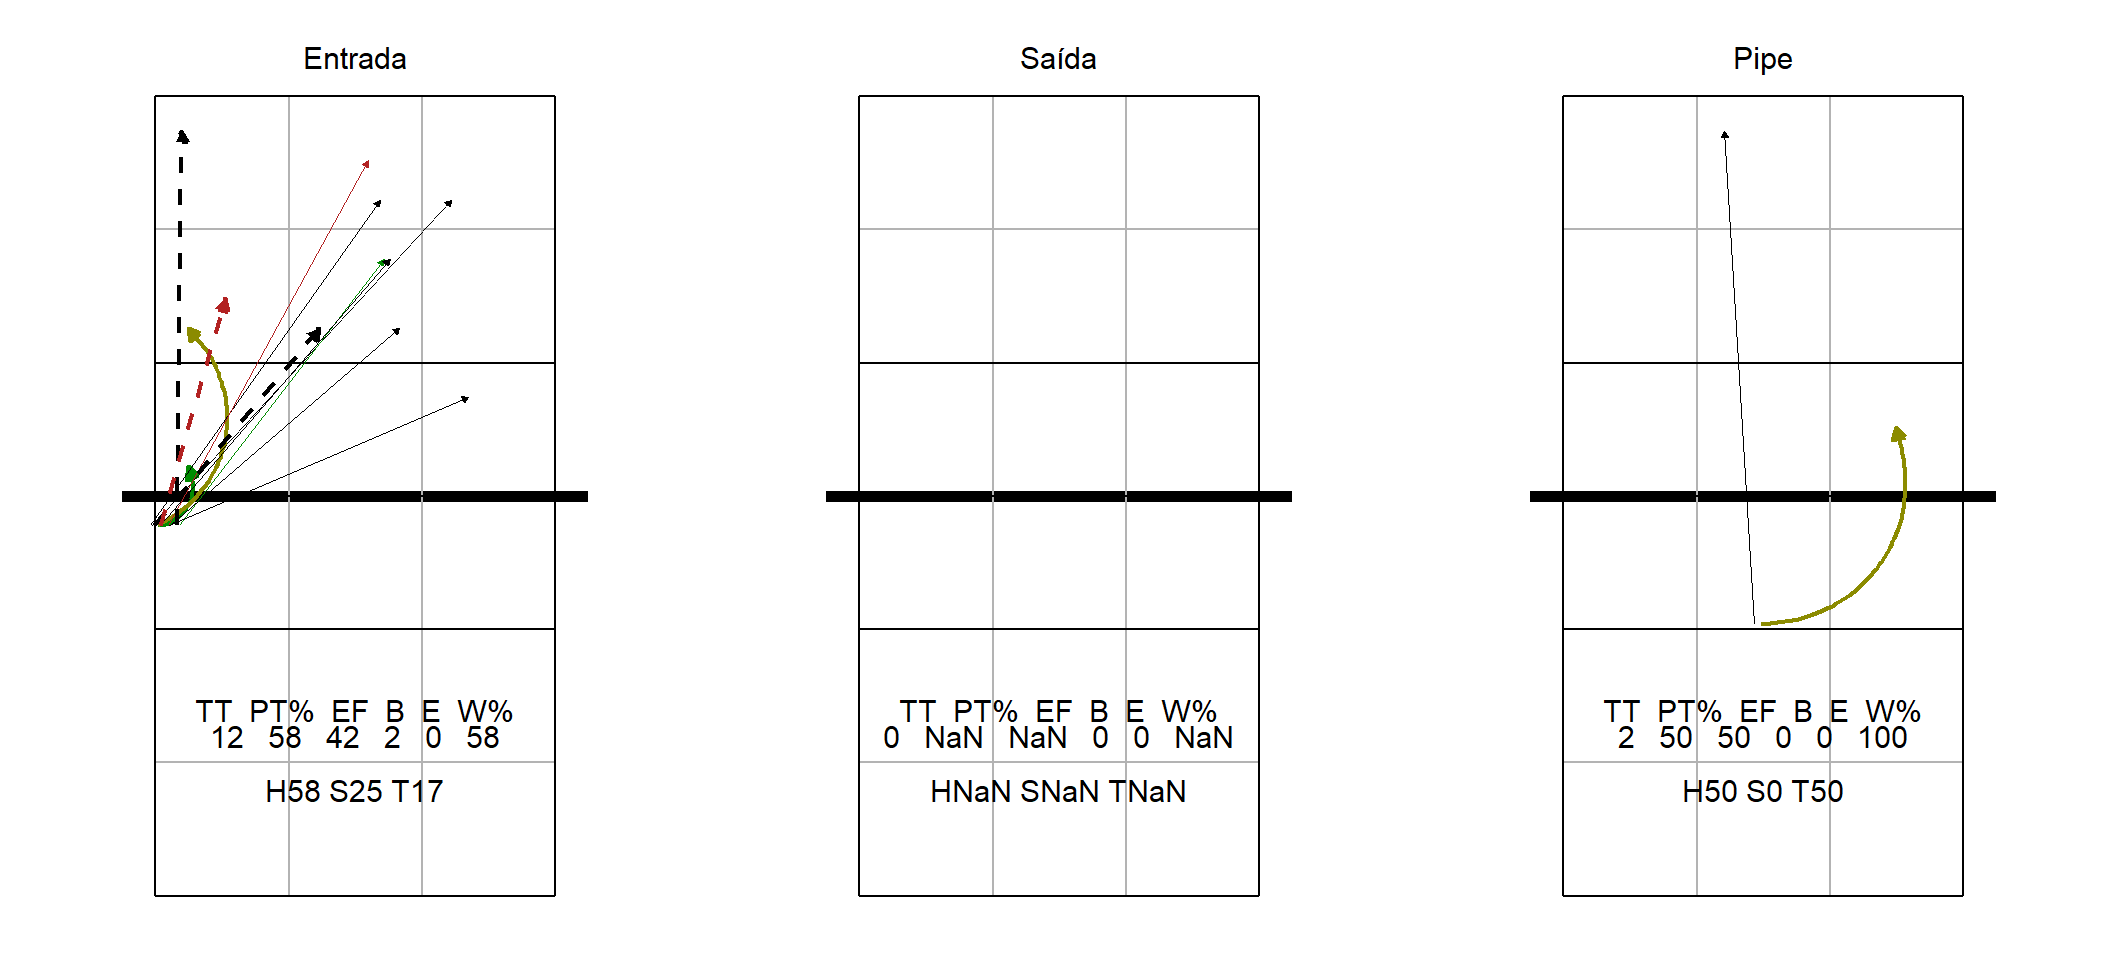 Entrada
TT PT% EF B E W%
12 58 42 2 0 58
H58 S25 T17
Saída
TT PT% EF B E W%
0 NaN NaN 0 0 NaN
HNaN SNaN TNaN
Pipe
TT PT% EF B E W%
2 50 50 0 0 100
H50 S0 T50